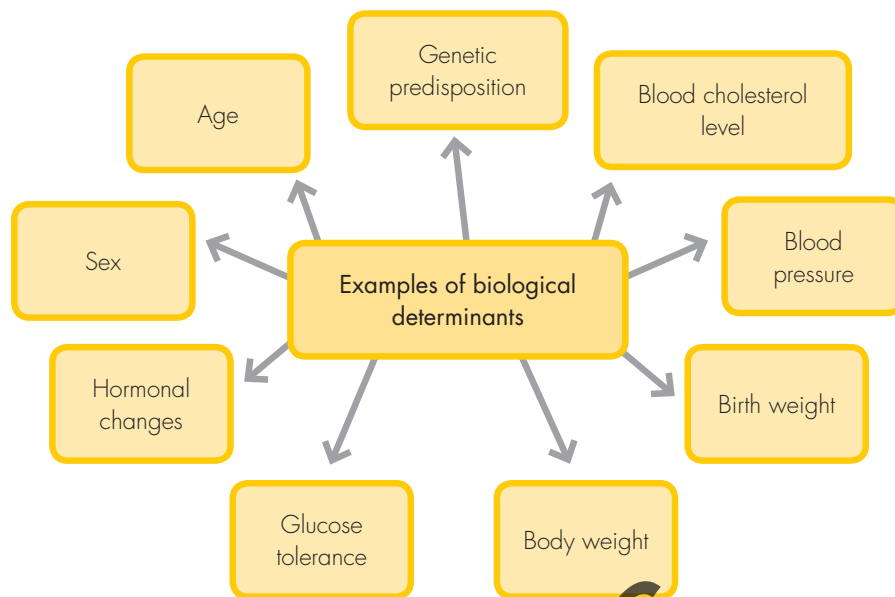 Genetic
predisposition
Blood cholesterol
level
Age
Sex
Blood
pressure
Examples of biological
determinants
Hormonal
changes
Birth weight
Glucose
tolerance
Body weight